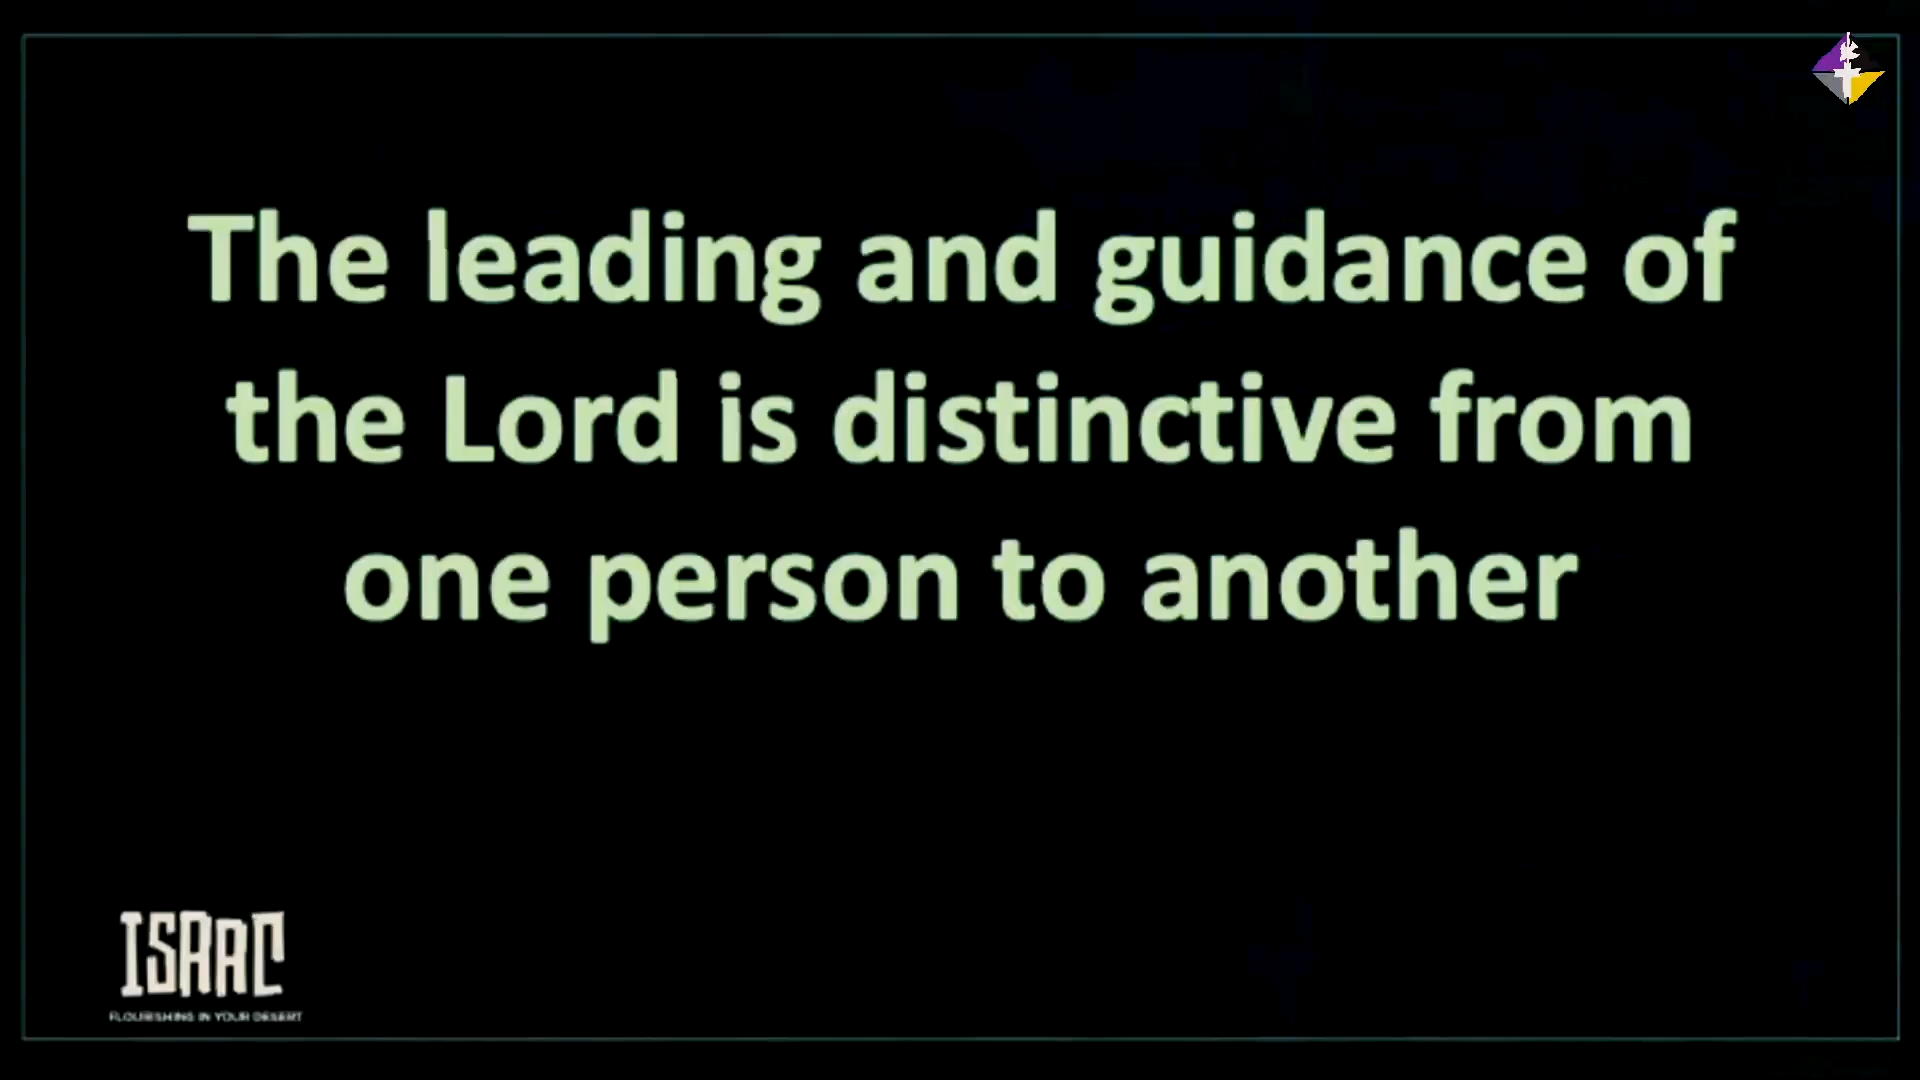 The leading and guidance of
the Lord is distinctive from
one person to another
ISAAC
FLOURISHING IN YOUR DESERT